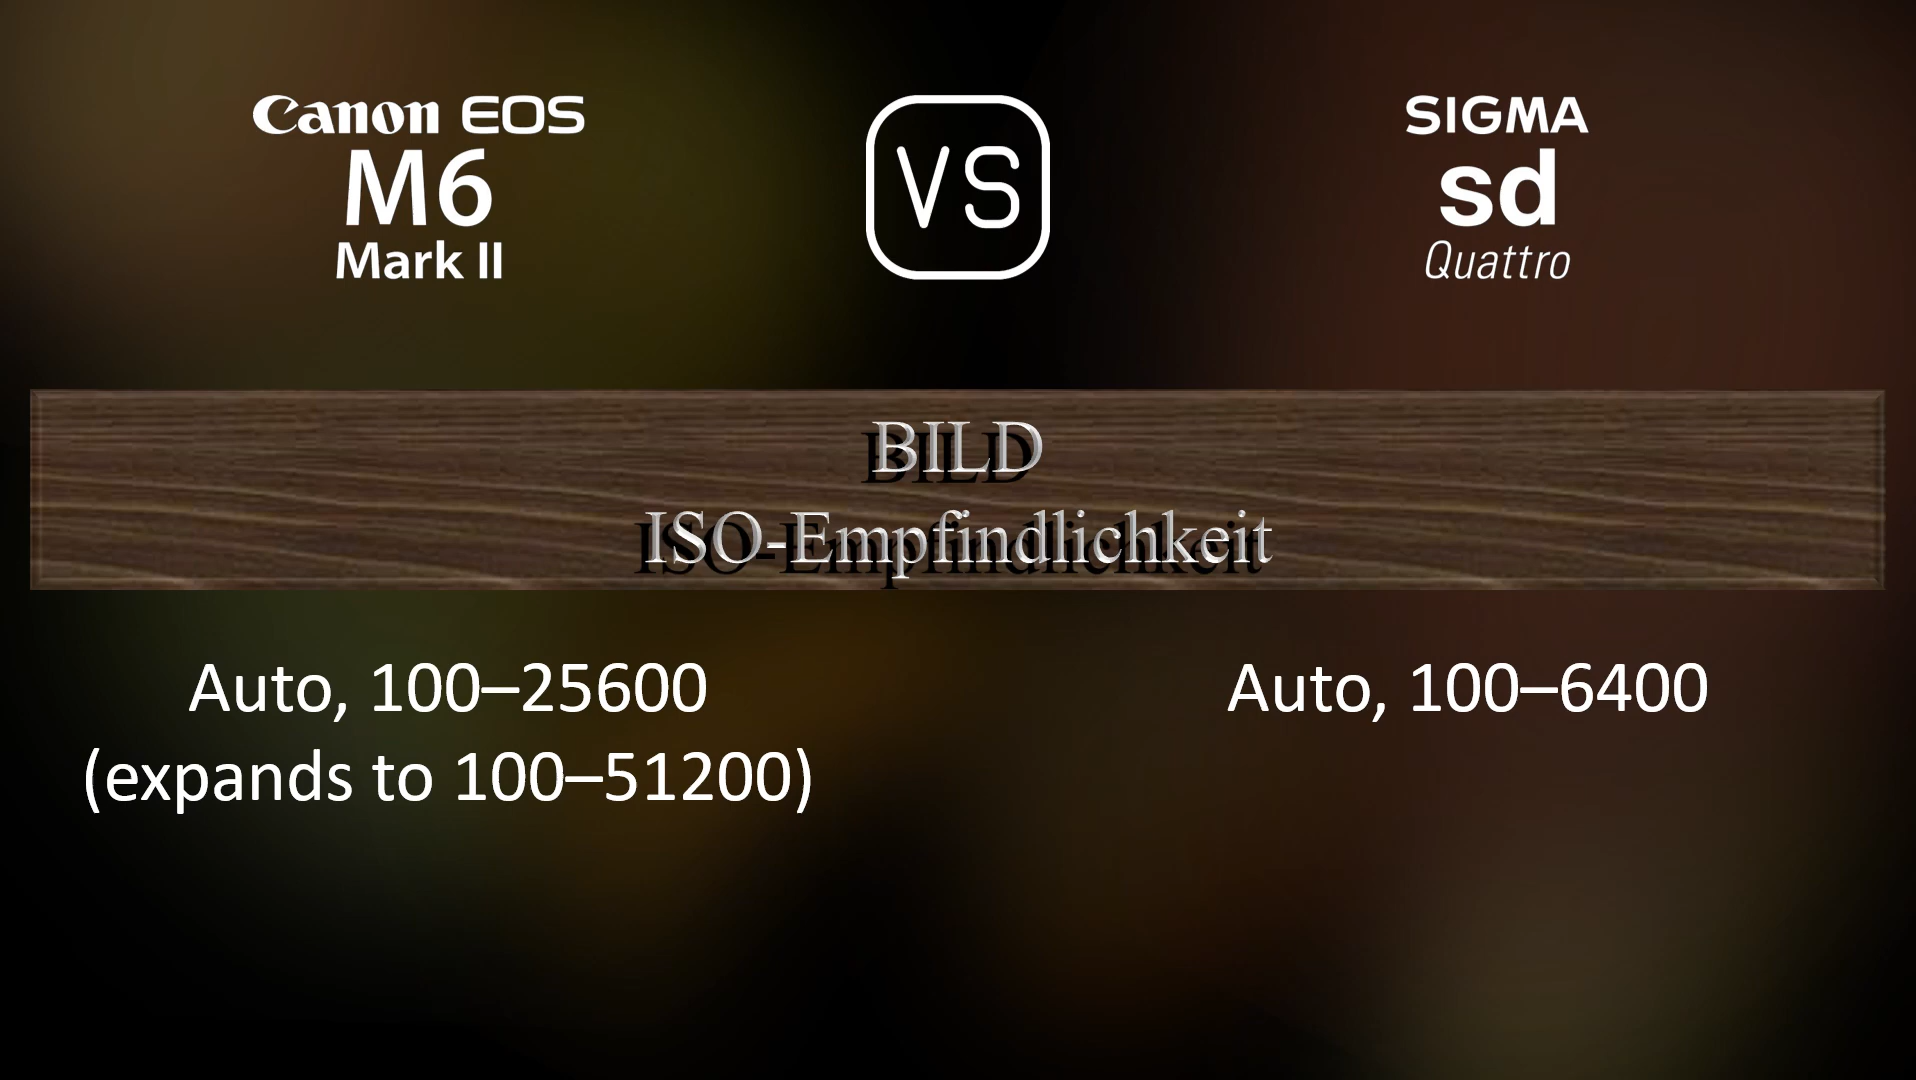 Canon EOS
M6
Mark II
VS
SIGMA
sd
Quattro
BILD
ISO-Empfindlichkeit
Auto, 100–25600
(expands to 100–51200)
Auto, 100–6400